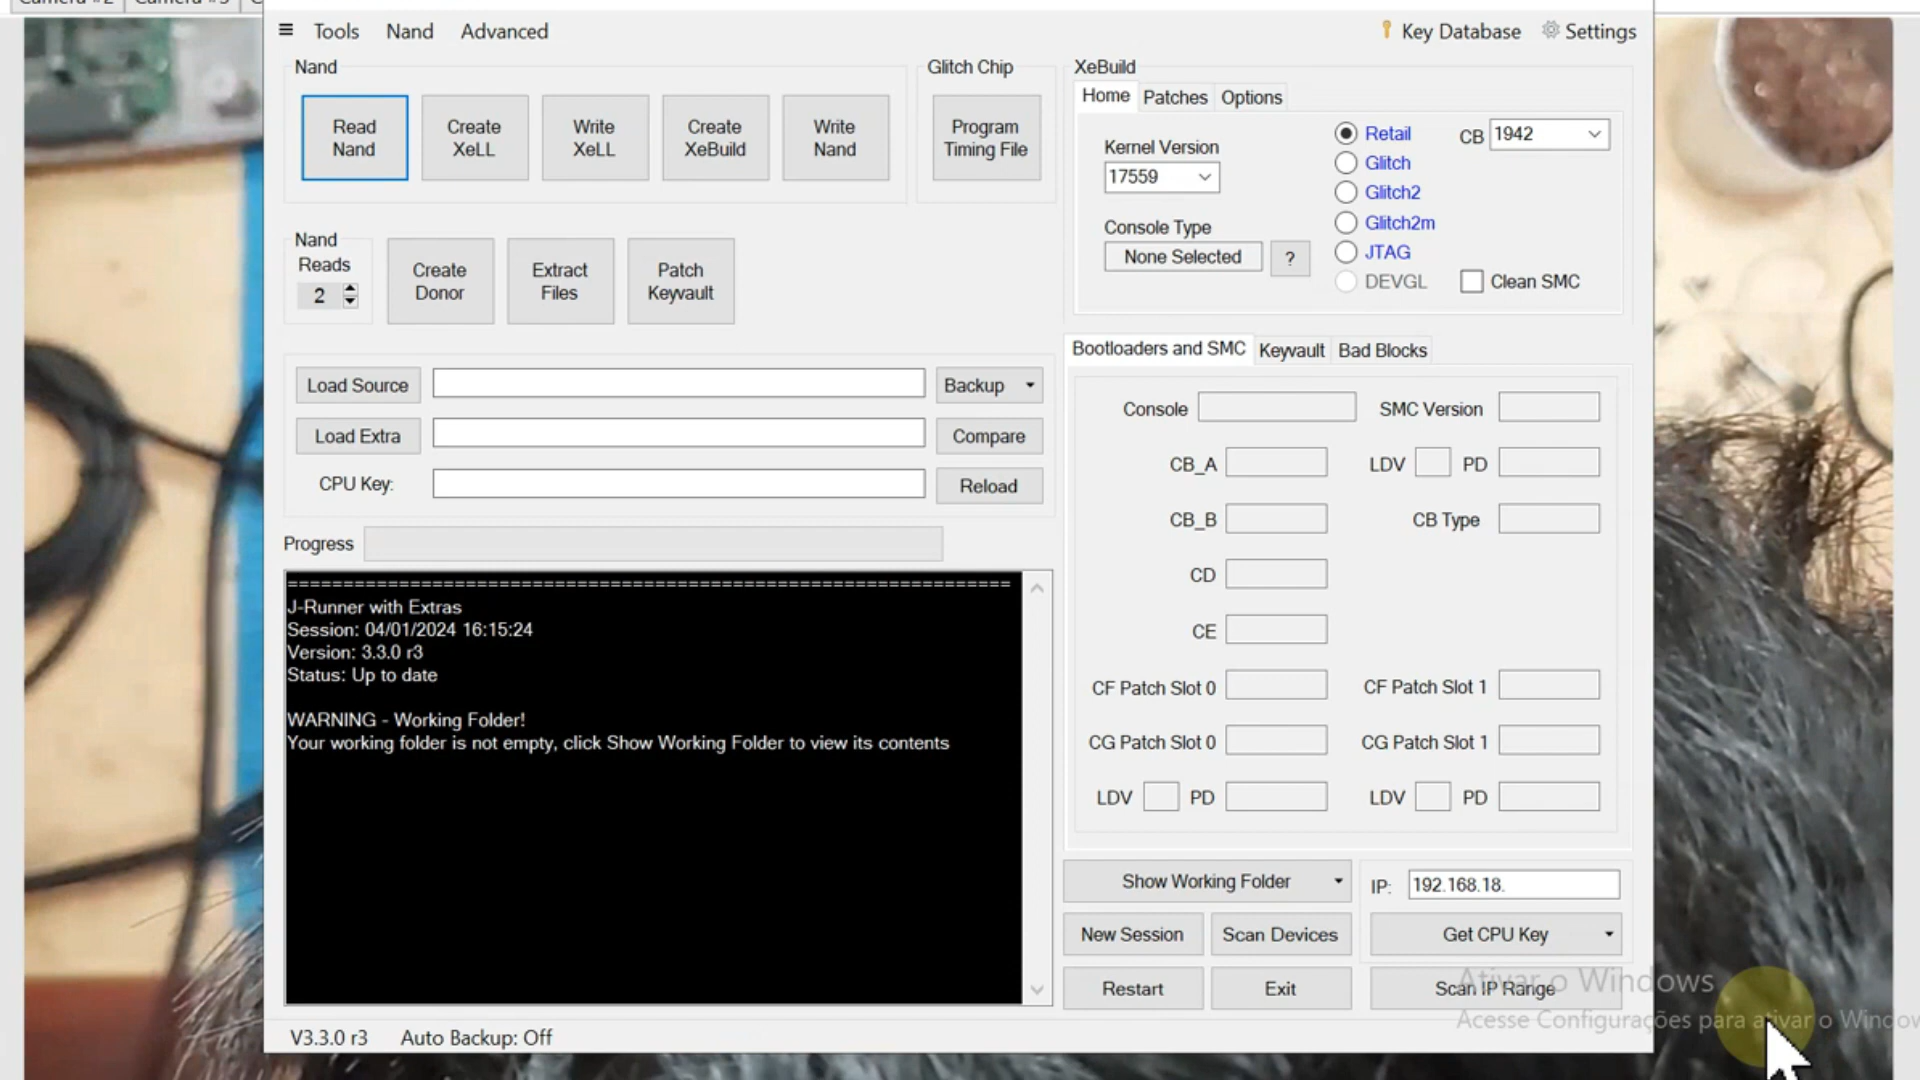 Tools Nand Advanced Key Database Settings
Nand Glitch Chip XeBuild
Read Nand
Create XeLL
Write XeLL
Create XeBuild
Write Nand
Program Timing File
Home Patches Options
Kernel Version
17559
Console Type
None Selected ?
Retail
Glitch
Glitch2
Glitch2m
JTAG
DEVGL
CB 1942
Clean SMC
Nand Reads
2
Create Donor
Extract Files
Patch Keyvault
Load Source Backup
Load Extra Compare
CPU Key: Reload
Progress
J-Runner with Extras
Session: 04/01/2024 16:15:24
Version: 3.3.0 r3
Status: Up to date
WARNING - Working Folder!
Your working folder is not empty, click Show Working Folder to view its contents
Bootloaders and SMC Keyvault Bad Blocks
Console SMC Version
CB_A LDV PD
CB_B CB Type
CD
CE
CF Patch Slot 0 CF Patch Slot 1
CG Patch Slot 0 CG Patch Slot 1
LDV PD LDV PD
Show Working Folder IP: 192.168.18.
New Session Scan Devices Get CPU Key
Restart Exit Scan IP Range
Ativar o Windows
Acesse Configurações para ativar o
V3.3.0 r3 Auto Backup: Off